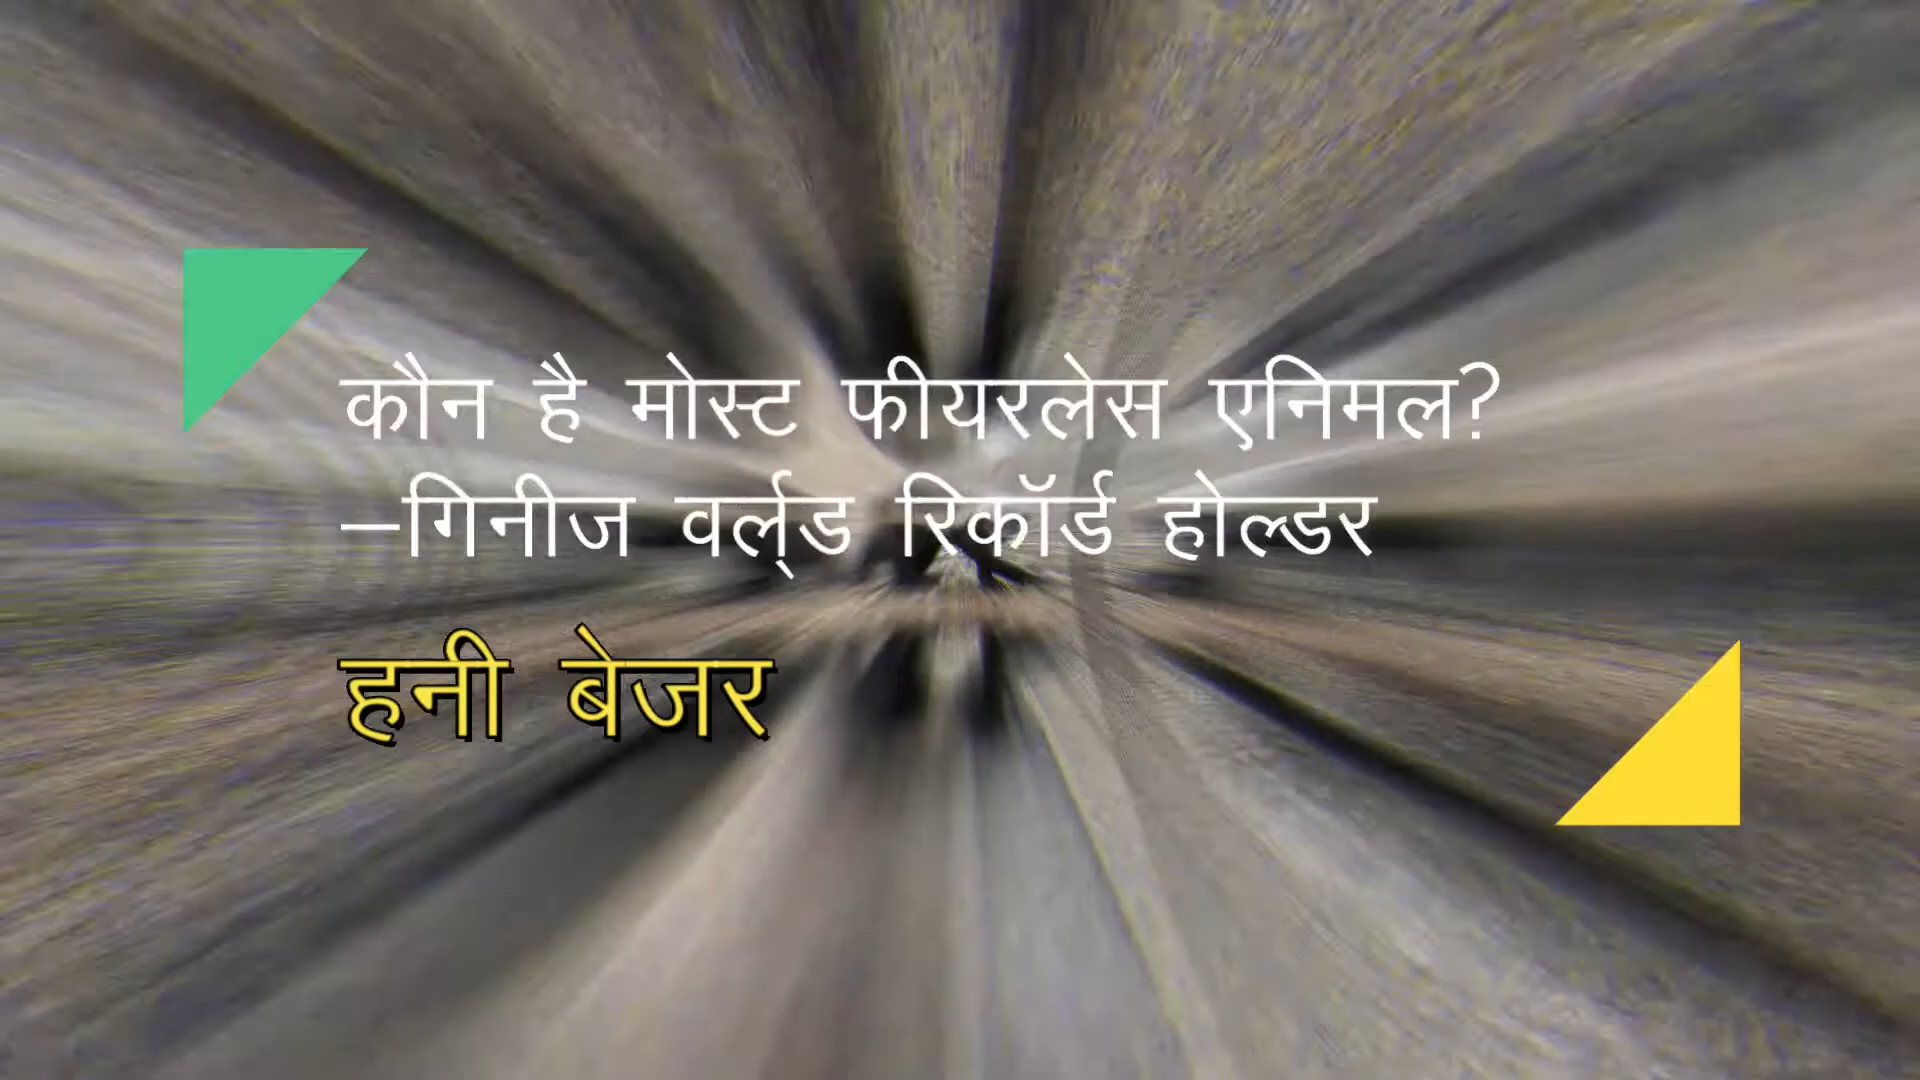 कौन है मोस्ट फीयरलेस एनिमल?
–गिनीज वर्ल््ड रिकॉर्ड होल्डर
हनी बेजर